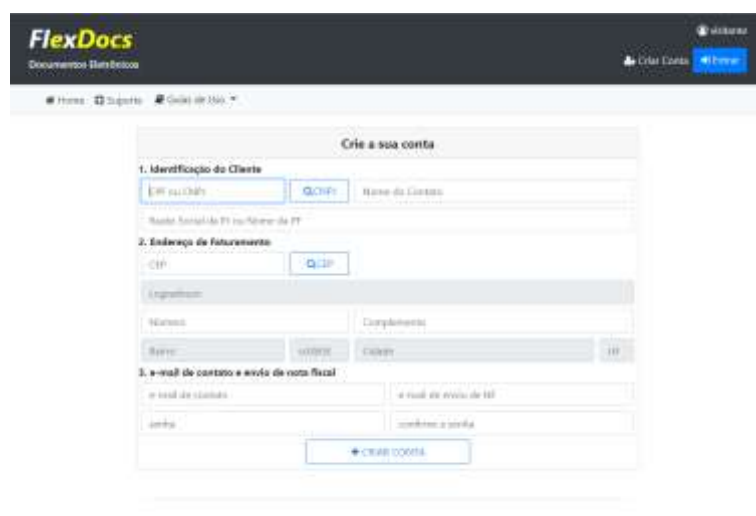 FlexDocs
visitante
Documentos Eletrônicos
Criar Conta Entrar
Home Suporte Guias de Uso
Crie a sua conta
1. Identificação do Cliente
CPF ou CNPJ CNPJ Nome do Contato
Razão Social da PJ ou Nome da PF
2. Endereço de Faturamento
CEP CEP
Logradouro
Número Complemento
Bairro Cidade UF
3. e-mail de contato e envio de nota fiscal
e-mail de contato e-mail de envio de NF
senha confirme a senha
CRIAR CONTA